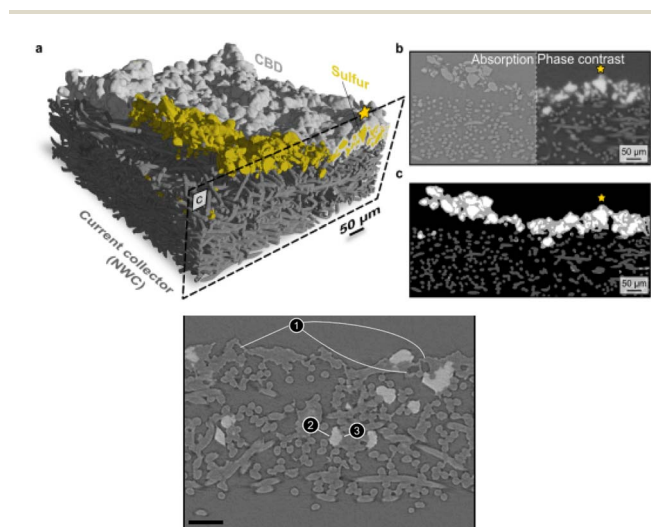 a
CBD
Sulfur
C
Current collector
(NWC)
50 µm
b
Absorption Phase contrast
50 µm
c
50 µm
1
2
3